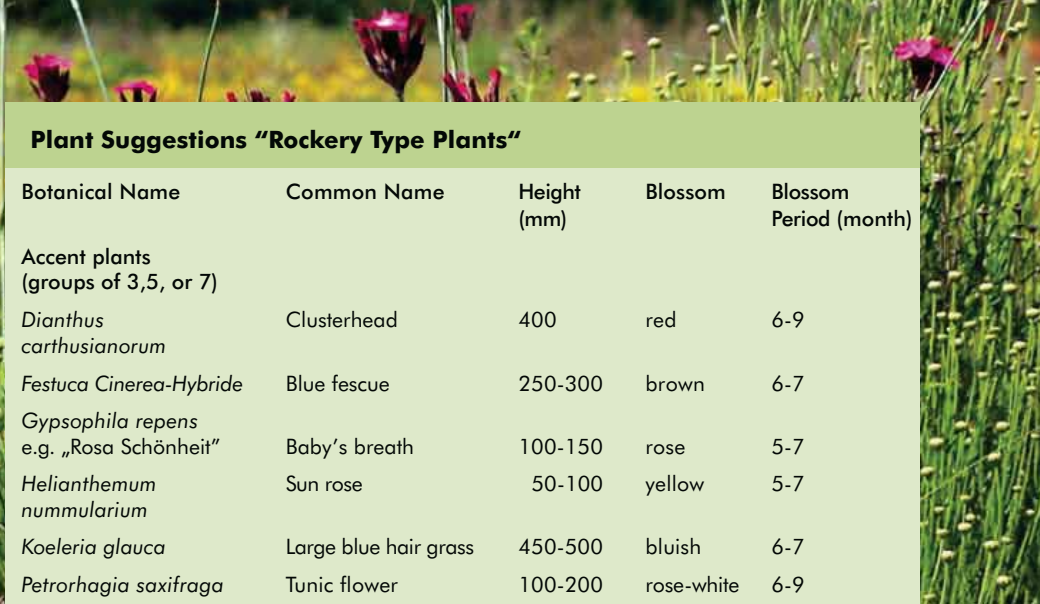 Plant Suggestions “Rockery Type Plants“
Botanical Name Common Name Height (mm) Blossom Blossom Period (month)
Accent plants
(groups of 3,5, or 7)
Dianthus carthusianorum Clusterhead 400 red 6-9
Festuca Cinerea-Hybride Blue fescue 250-300 brown 6-7
Gypsophila repens
e.g. „Rosa Schönheit” Baby’s breath 100-150 rose 5-7
Helianthemum nummularium Sun rose 50-100 yellow 5-7
Koeleria glauca Large blue hair grass 450-500 bluish 6-7
Petrorhagia saxifraga Tunic flower 100-200 rose-white 6-9